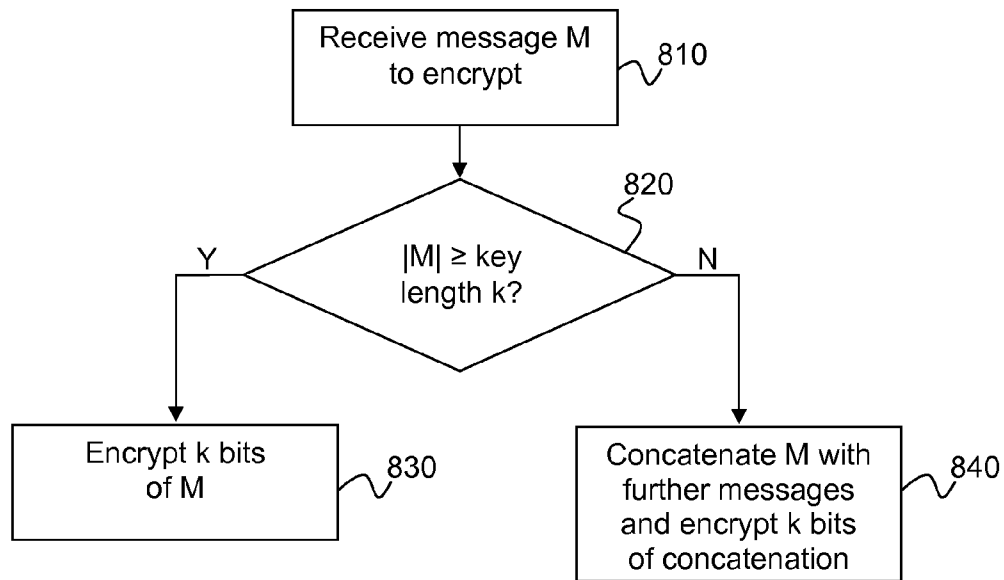 Receive message M
to encrypt
810
820
|M| ≥ key
length k?
Y
N
Encrypt k bits
of M
830
Concatenate M with
further messages
and encrypt k bits
of concatenation
840